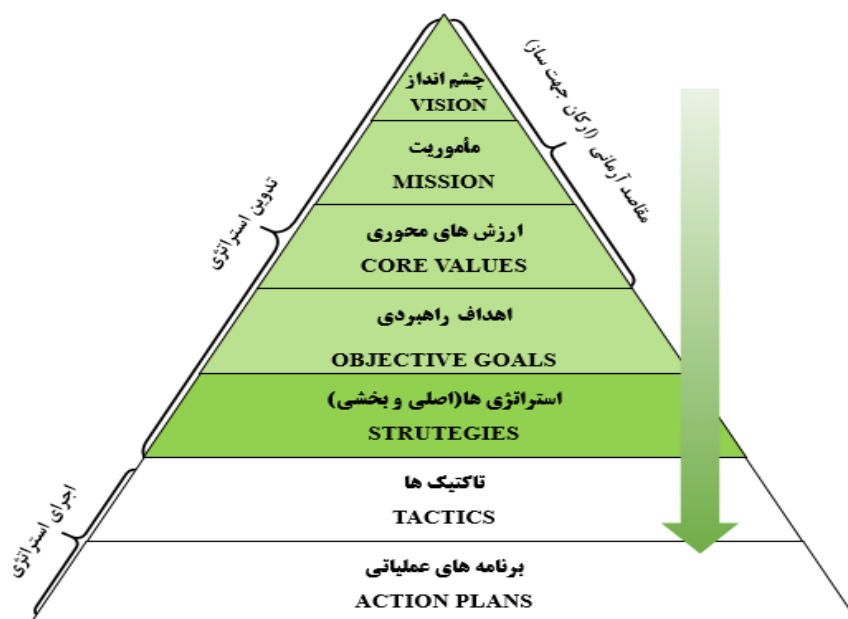 چشم انداز
VISION
مأموریت
MISSION
ارزش های محوری
CORE VALUES
اهداف راهبردی
OBJECTIVE GOALS
استراتژی ها(اصلی و بخشی)
STRUTEGIES
تاکتیک ها
TACTICS
برنامه های عملیاتی
ACTION PLANS
مقاصد آرمانی (ارکان جهت ساز)
تدوین استراتژی
اجرای استراتژی